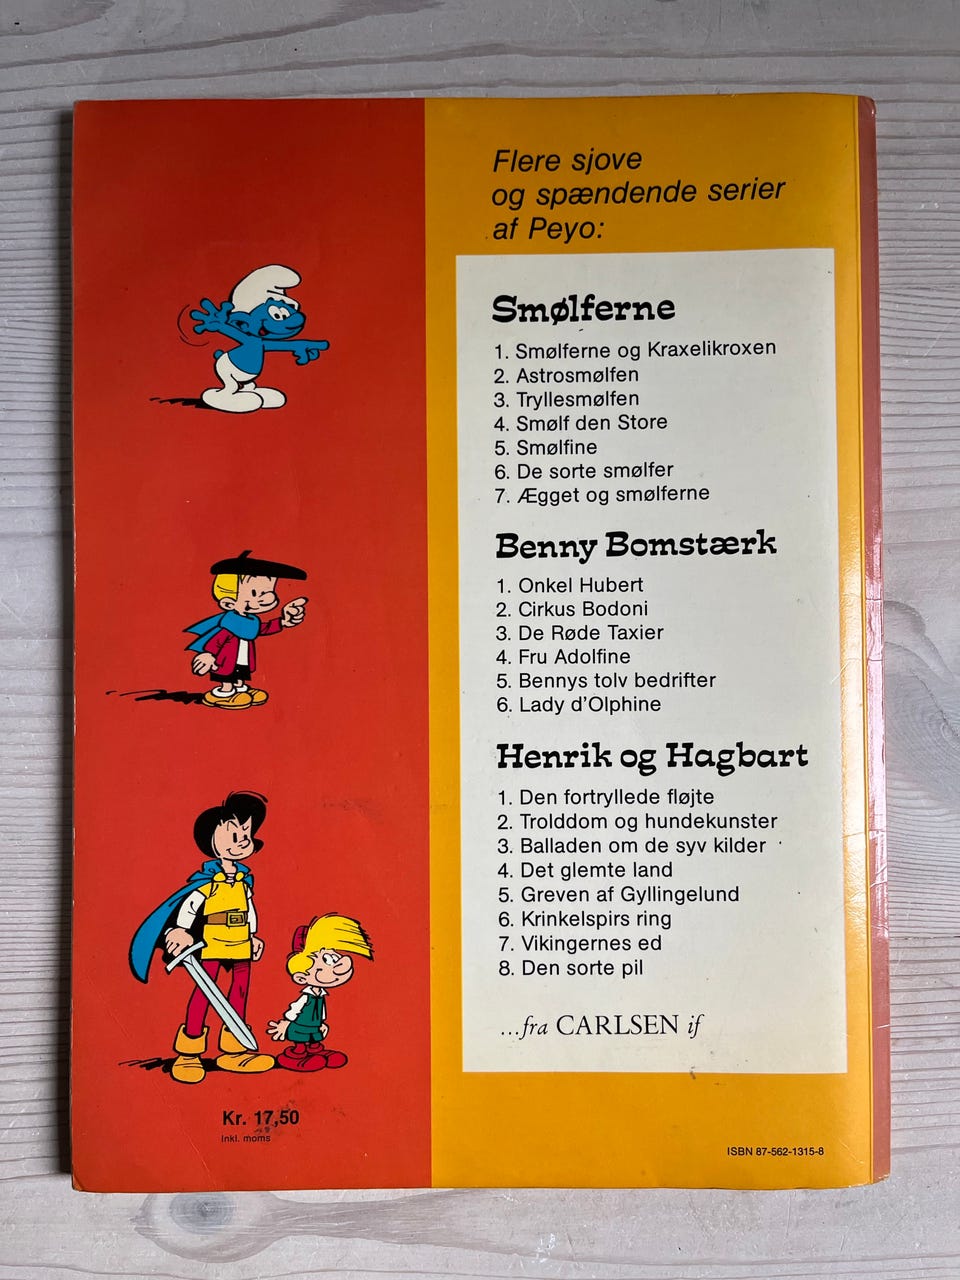 Flere sjove
og spændende serier
af Peyo:
Smølferne
1. Smølferne og Kraxelikroxen
2. Astrosmølfen
3. Tryllesmølfen
4. Smølf den Store
5. Smølfine
6. De sorte smølfer
7. Ægget og smølferne
Benny Bomstærk
1. Onkel Hubert
2. Cirkus Bodoni
3. De Røde Taxier
4. Fru Adolfine
5. Bennys tolv bedrifter
6. Lady d'Olphine
Henrik og Hagbart
1. Den fortryllede fløjte
2. Trolddom og hundekunster
3. Balladen om de syv kilder
4. Det glemte land
5. Greven af Gyllingelund
6. Krinkelspirs ring
7. Vikingernes ed
8. Den sorte pil
...fra CARLSEN if
Kr. 17,50
Inkl. moms
ISBN 87-562-1315-8